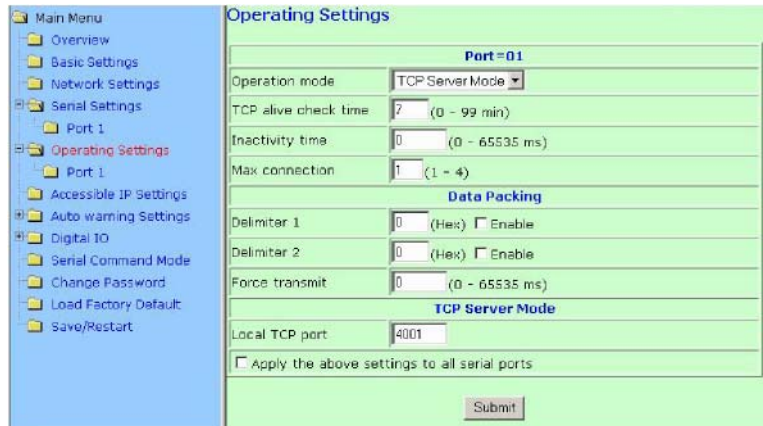 Main Menu
Overview
Basic Settings
Network Settings
Serial Settings
Port 1
Operating Settings
Port 1
Accessible IP Settings
Auto warning Settings
Digital IO
Serial Command Mode
Change Password
Load Factory Default
Save/Restart
Operating Settings
Port=01
Operation mode TCP Server Mode
TCP alive check time 7 (0 - 99 min)
Inactivity time 0 (0 - 65535 ms)
Max connection 1 (1 - 4)
Data Packing
Delimiter 1 0 (Hex) Enable
Delimiter 2 0 (Hex) Enable
Force transmit 0 (0 - 65535 ms)
TCP Server Mode
Local TCP port 4001
Apply the above settings to all serial ports
Submit